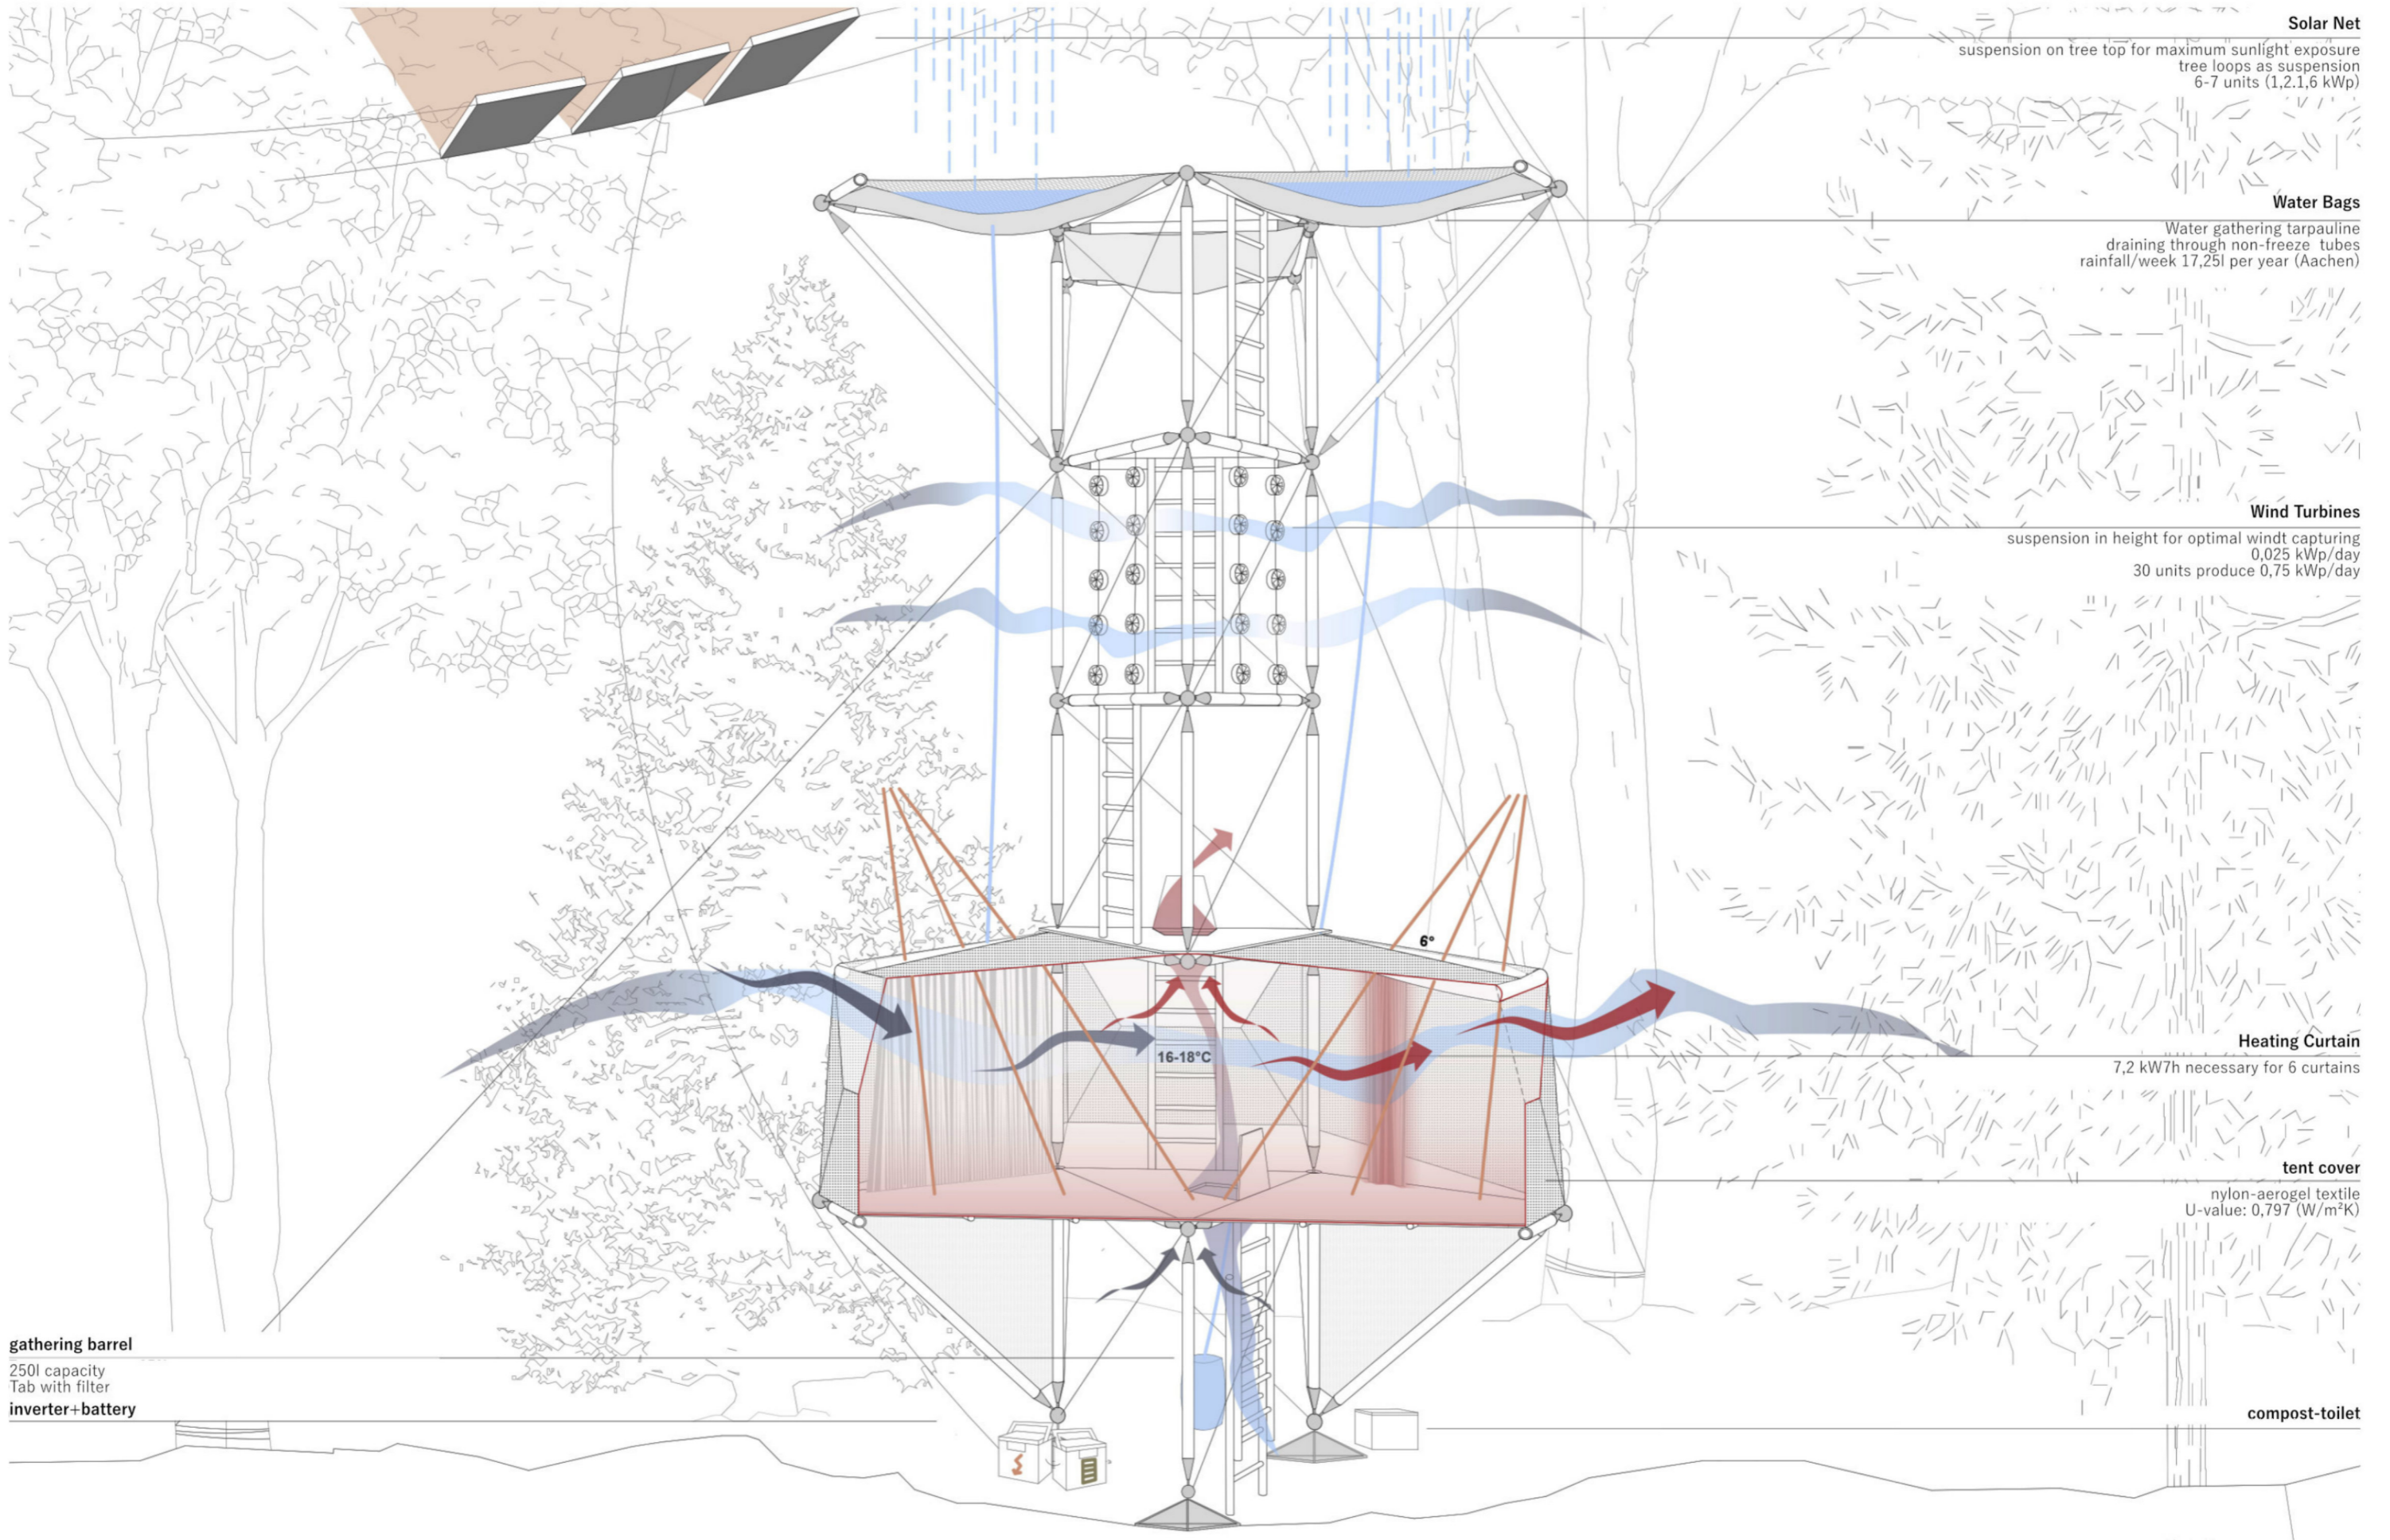 Solar Net
suspension on tree top for maximum sunlight exposure
tree loops as suspension
6-7 units (1,2.1,6 kWp)
Water Bags
Water gathering tarpauline
draining through non-freeze tubes
rainfall/week 17,25l per year (Aachen)
Wind Turbines
suspension in height for optimal windt capturing
0,025 kWp/day
30 units produce 0,75 kWp/day
6°
16-18°C
Heating Curtain
7,2 kW7h necessary for 6 curtains
tent cover
nylon-aerogel textile
U-value: 0,797 (W/m²K)
gathering barrel
250l capacity
Tab with filter
inverter+battery
compost-toilet